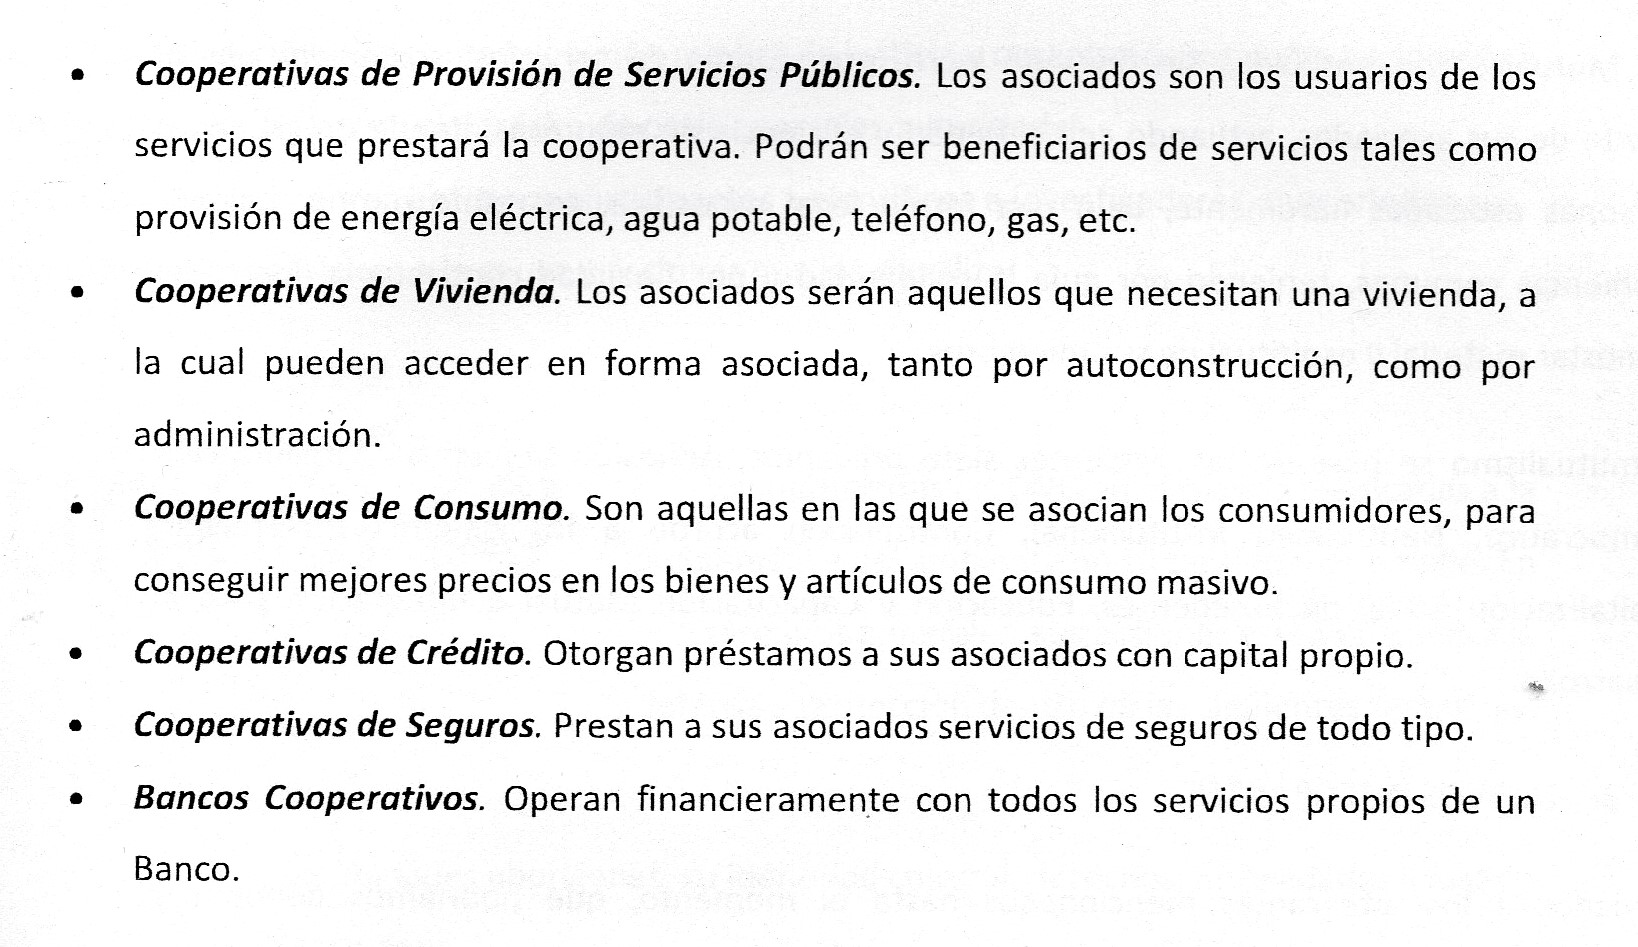 • Cooperativas de Provisión de Servicios Públicos. Los asociados son los usuarios de los
servicios que prestará la cooperativa. Podrán ser beneficiarios de servicios tales como
provisión de energía eléctrica, agua potable, teléfono, gas, etc.
• Cooperativas de Vivienda. Los asociados serán aquellos que necesitan una vivienda, a
la cual pueden acceder en forma asociada, tanto por autoconstrucción, como por
administración.
• Cooperativas de Consumo. Son aquellas en las que se asocian los consumidores, para
conseguir mejores precios en los bienes y artículos de consumo masivo.
• Cooperativas de Crédito. Otorgan préstamos a sus asociados con capital propio.
• Cooperativas de Seguros. Prestan a sus asociados servicios de seguros de todo tipo.
• Bancos Cooperativos. Operan financieramente con todos los servicios propios de un
Banco.